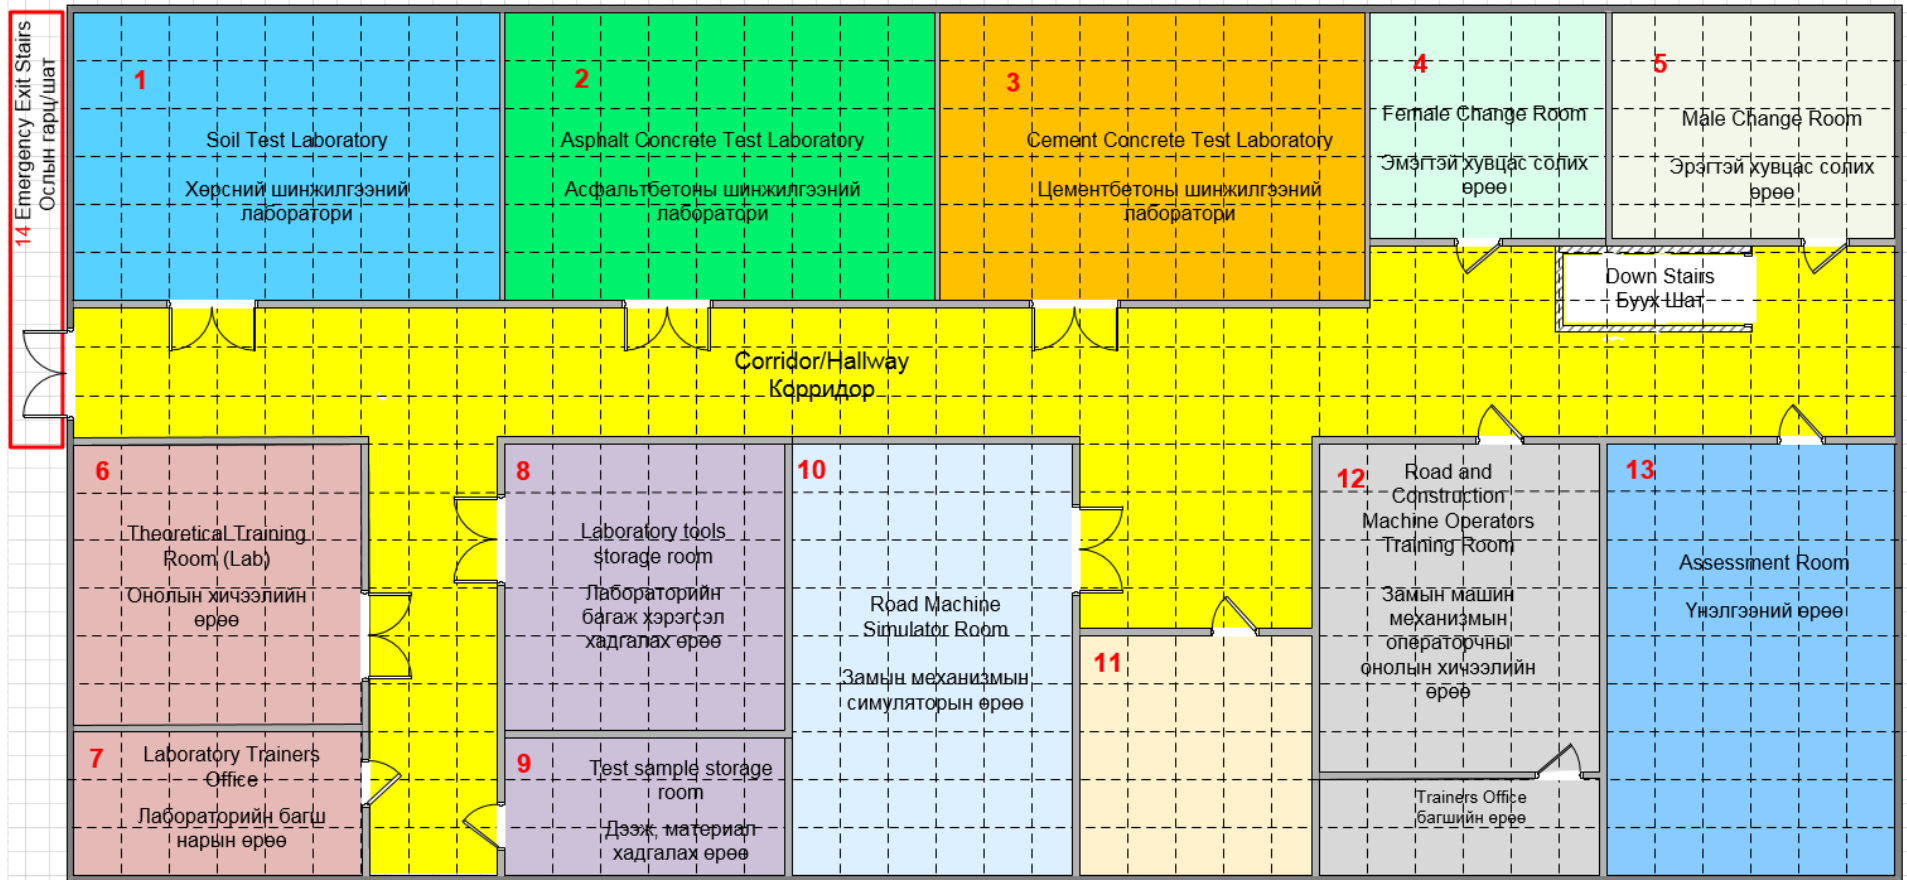 14 Emergency Exit Stairs
Ослын гарц/шат
1
Soil Test Laboratory
Хөрсний шинжилгээний
лаборатори
2
Asphalt Concrete Test Laboratory
Асфальтбетоны шинжилгээний
лаборатори
3
Cement Concrete Test Laboratory
Цементбетоны шинжилгээний
лаборатори
4
Female Change Room
Эмэгтэй хувцас солих
өрөө
5
Male Change Room
Эрэгтэй хувцас солих
өрөө
Down Stairs
Буух Шат
Corridor/Hallway
Корридор
6
Theoretical Training
Room (Lab)
Онолын хичээлийн
өрөө
7
Laboratory Trainers
Office
Лабораторийн багш
нарын өрөө
8
Laboratory tools
storage room
Лабораторийн
багаж хэрэгсэл
хадгалах өрөө
9
Test sample storage
room
Дээж, материал
хадгалах өрөө
10
Road Machine
Simulator Room
Замын механизмын
симуляторын өрөө
11
12
Road and
Construction
Machine Operators
Training Room
Замын машин
механизмын
операторчны
онолын хичээлийн
өрөө
Trainers Office
багшийн өрөө
13
Assessment Room
Үнэлгээний өрөө